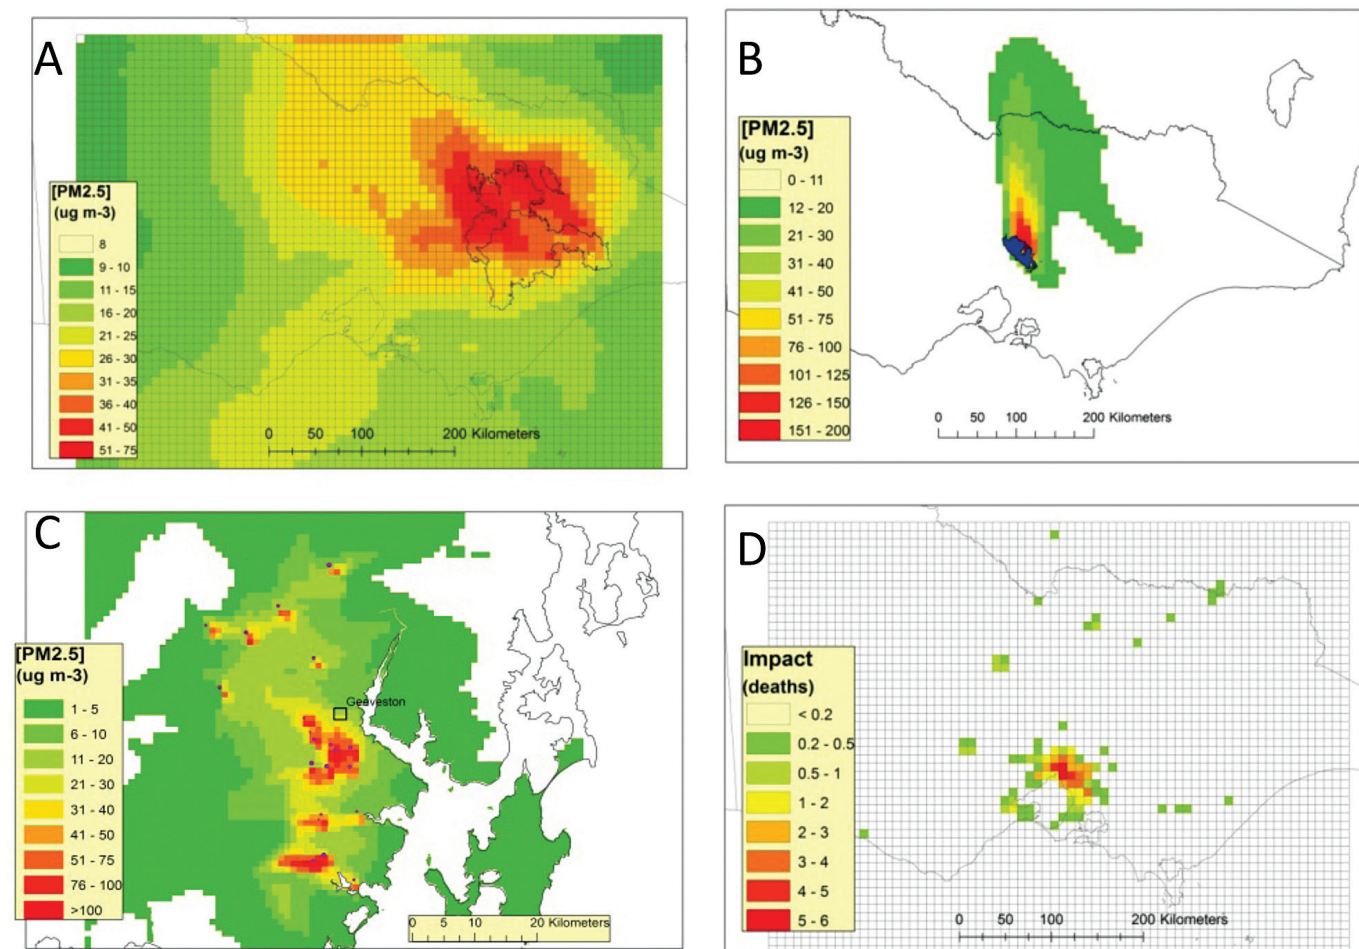 A
[PM2.5]
(ug m-3)
8
9 - 10
11 - 15
16 - 20
21 - 25
26 - 30
31 - 35
36 - 40
41 - 50
51 - 75
0 50 100 200 Kilometers
B
[PM2.5]
(ug m-3)
0 - 11
12 - 20
21 - 30
31 - 40
41 - 50
51 - 75
76 - 100
101 - 125
126 - 150
151 - 200
0 50 100 200 Kilometers
C
[PM2.5]
(ug m-3)
1 - 5
6 - 10
11 - 20
21 - 30
31 - 40
41 - 50
51 - 75
76 - 100
>100
Geeveston
0 5 10 20 Kilometers
D
Impact
(deaths)
< 0.2
0.2 - 0.5
0.5 - 1
1 - 2
2 - 3
3 - 4
4 - 5
5 - 6
0 50 100 200 Kilometers